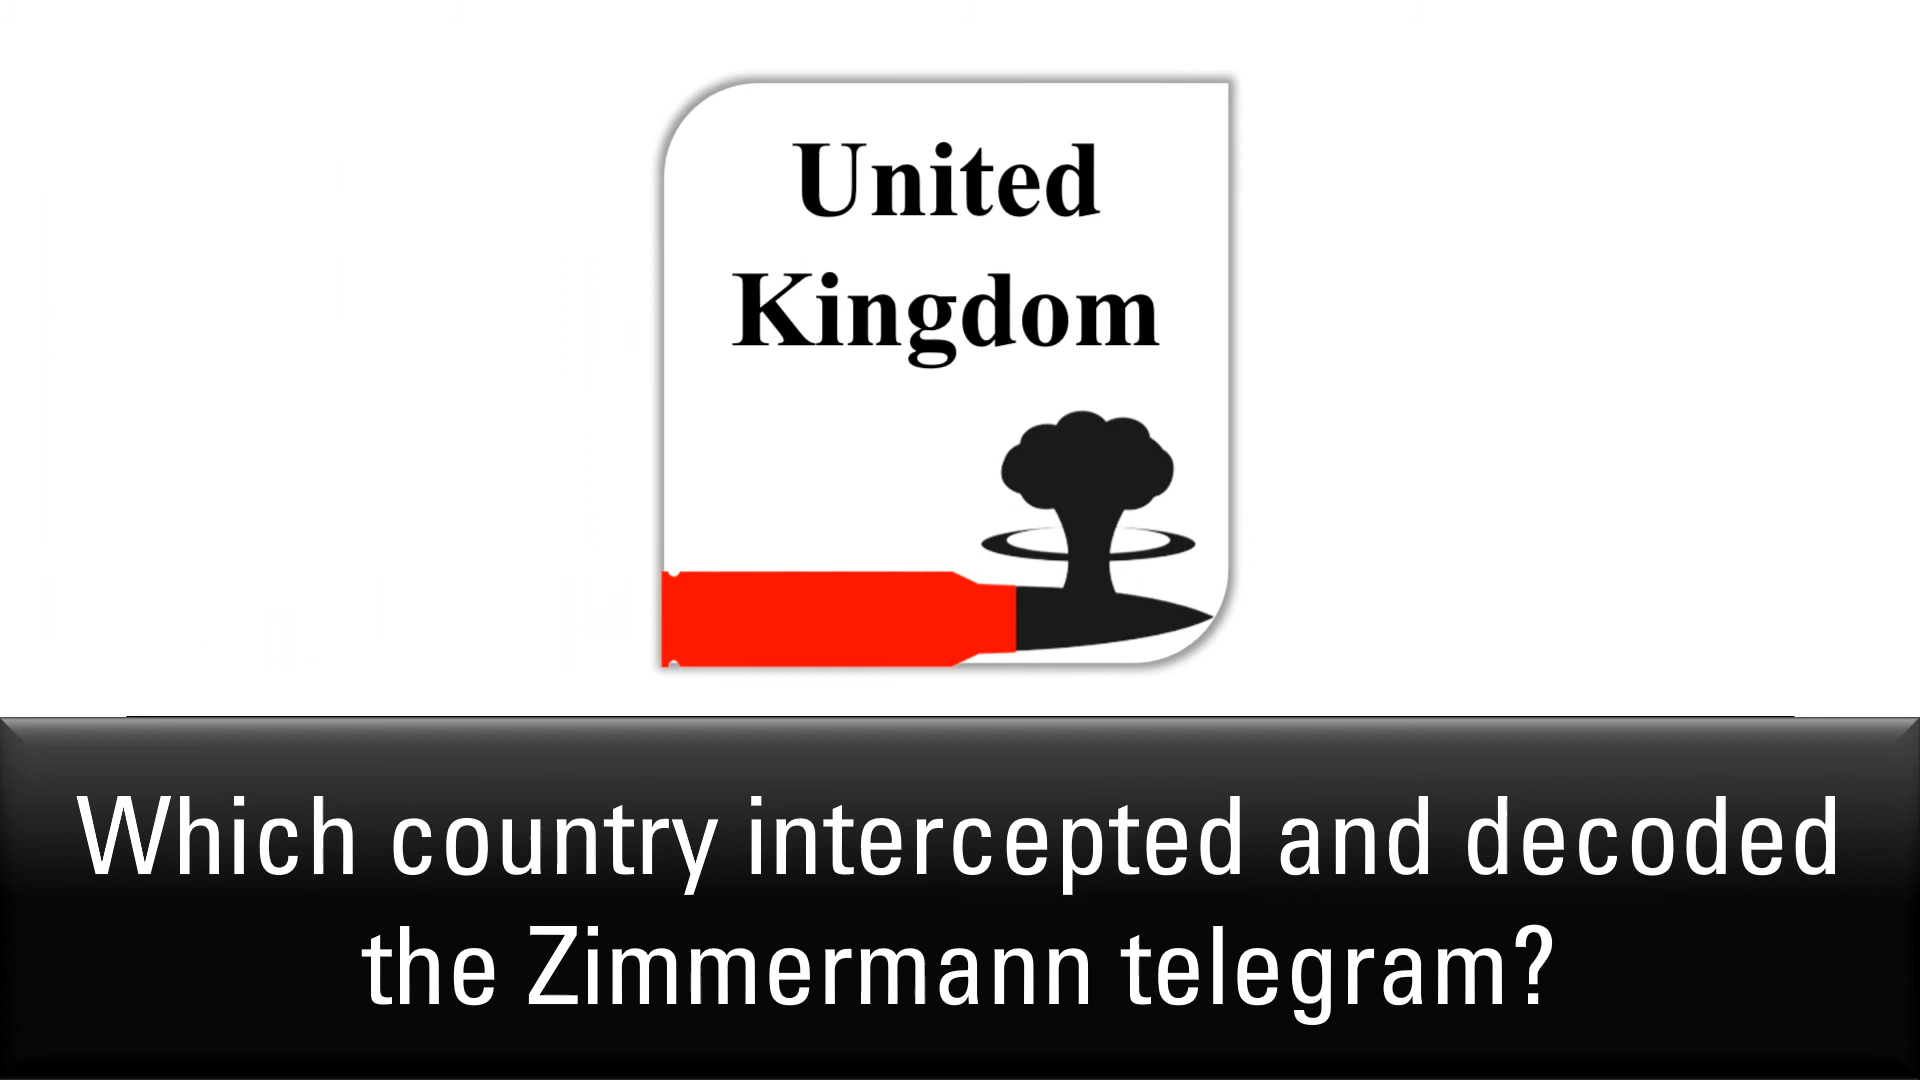 United
Kingdom
Which country intercepted and decoded
the Zimmermann telegram?